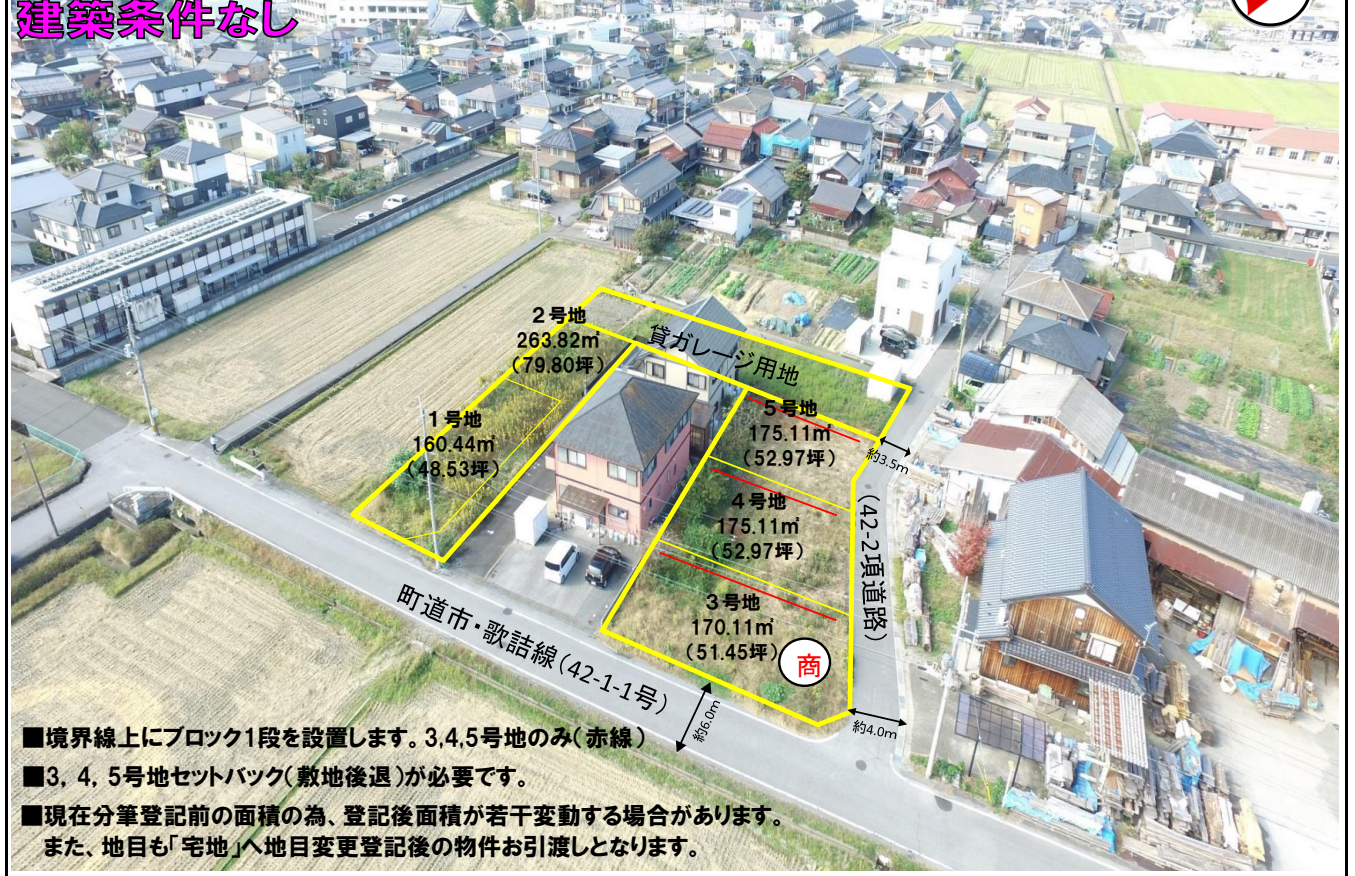 建築条件なし
2号地
263.82㎡
(79.80坪)
貸ガレージ用地
1号地
160.44㎡
(48.53坪)
5号地
175.11㎡
(52.97坪)
約3.5m
4号地
175.11㎡
(52.97坪)
(42-2項道路)
3号地
170.11㎡
(51.45坪)
商
町道市・歌詰線(42-1-1号)
約6.0m
約4.0m
■境界線上にブロック1段を設置します。3,4,5号地のみ(赤線)
■3, 4, 5号地セットバック(敷地後退)が必要です。
■現在分筆登記前の面積の為、登記後面積が若干変動する場合があります。
また、地目も「宅地」へ地目変更登記後の物件お引渡しとなります。